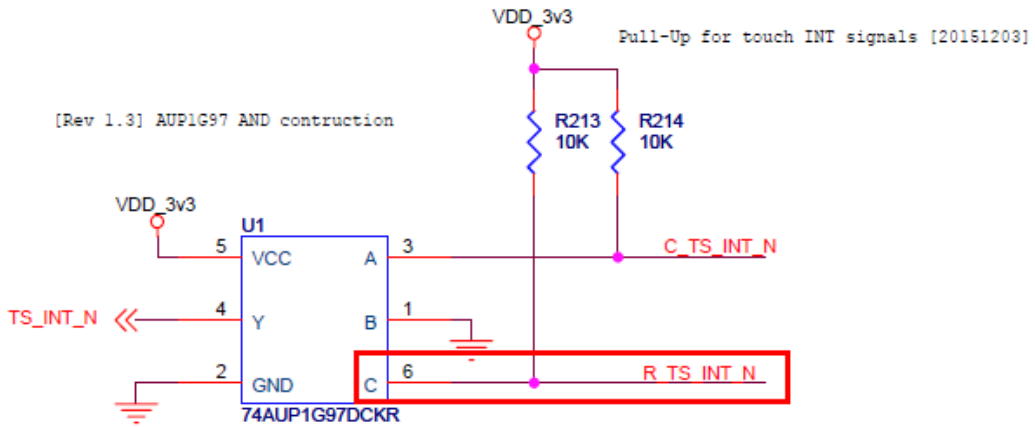 VDD_3v3
Pull-Up for touch INT signals [20151203]
[Rev 1.3] AUP1G97 AND contruction
R213
10K
R214
10K
VDD_3v3
U1
5
VCC
A
3
C_TS_INT_N
TS_INT_N
4
Y
B
1
2
GND
C
6
R_TS_INT_N
74AUP1G97DCKR